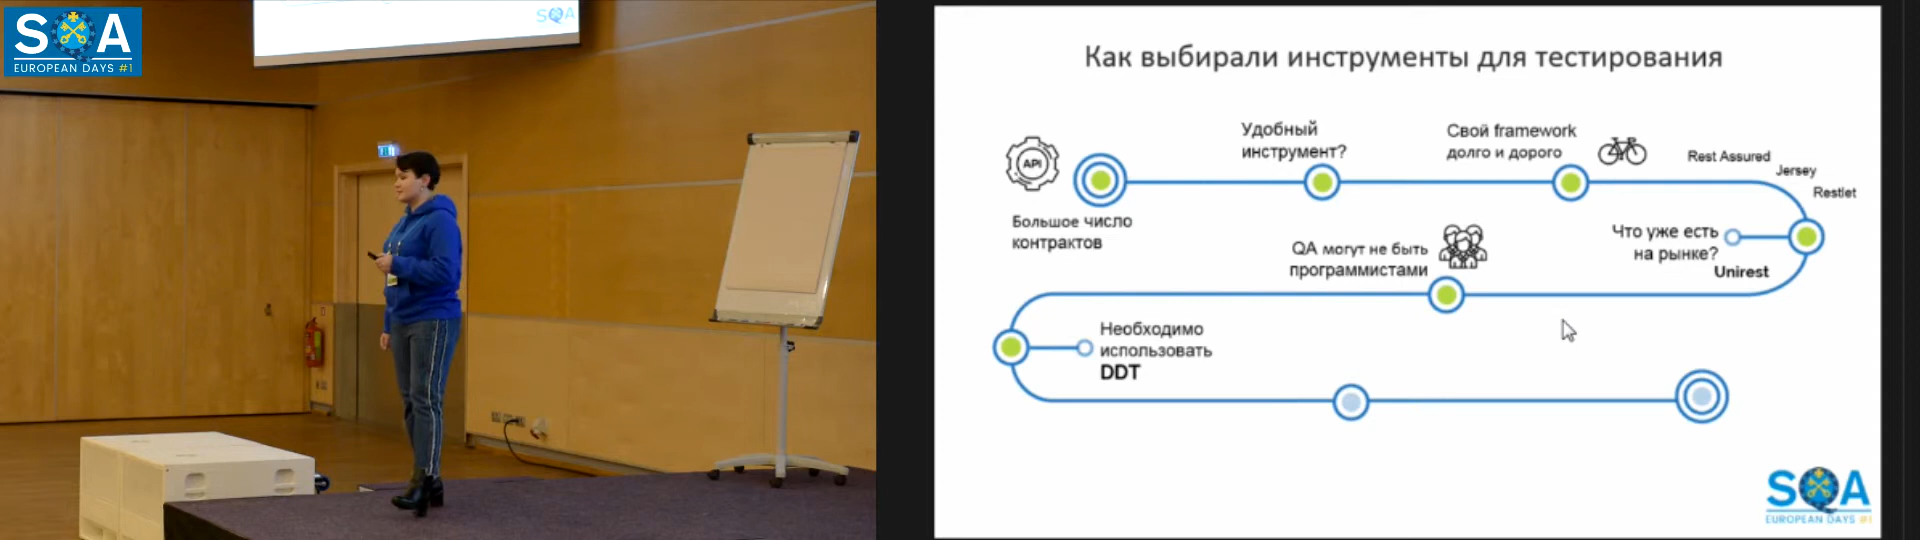 SQA
EUROPEAN DAYS #1
SQA
Как выбирали инструменты для тестирования
API
Большое число
контрактов
Удобный
инструмент?
Свой framework
долго и дорого
Rest Assured
Jersey
Restlet
Что уже есть
на рынке?
Unirest
QA могут не быть
программистами
Необходимо
использовать
DDT
SQA
EUROPEAN DAYS #1